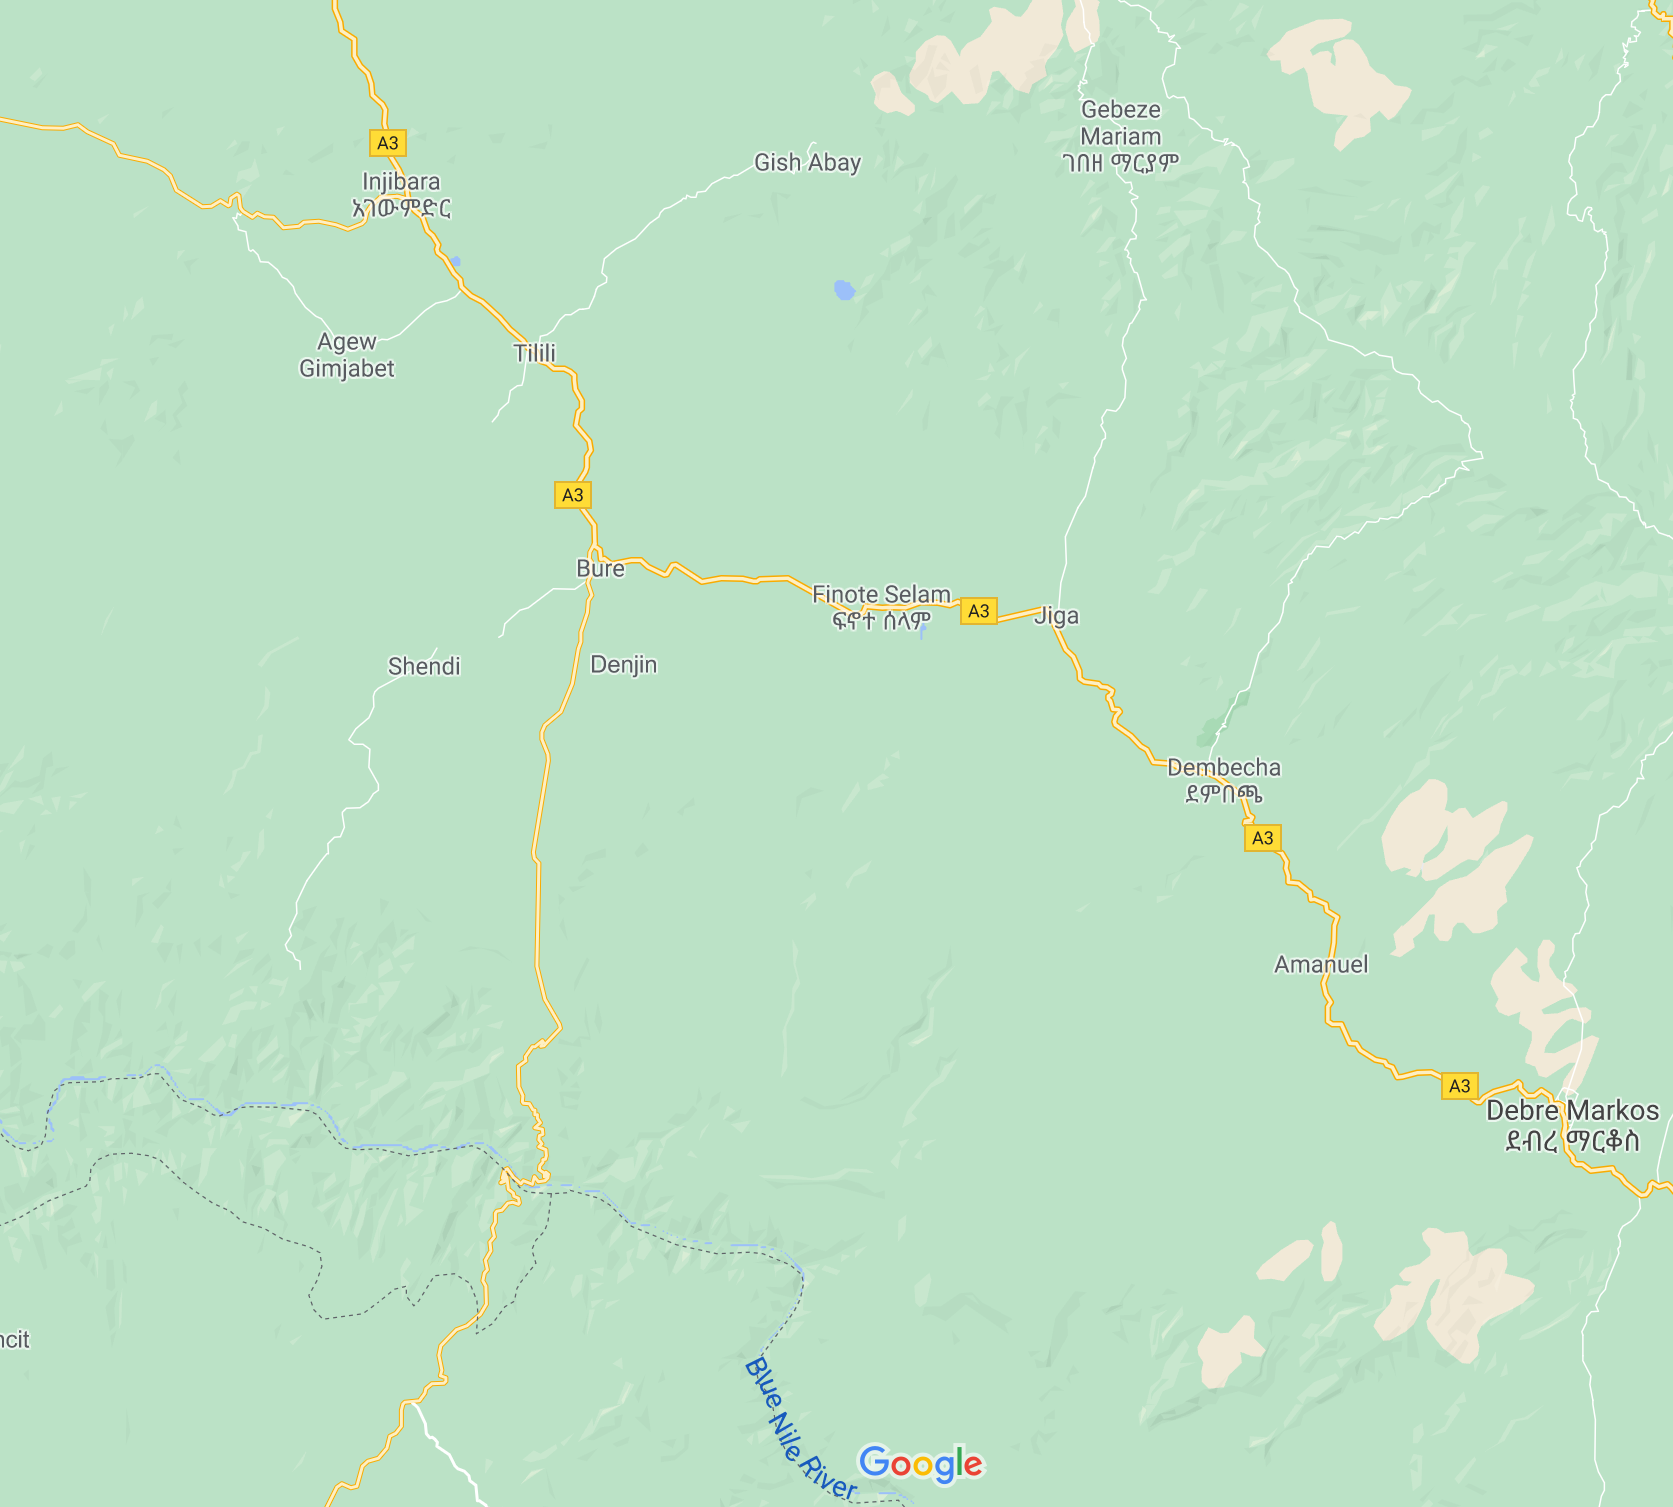 Gebeze
Mariam
ገበዘ ማርያም
A3
Gish Abay
Injibara
አገውምድር
Agew
Gimjabet
Tilili
A3
Bure
Finote Selam
ፍኖተ ሰላም
A3
Jiga
Shendi
Denjin
Dembecha
ደምበጫ
A3
Amanuel
A3
Debre Markos
ደብረ ማርቆስ
ncit
Blue Nile River
Google